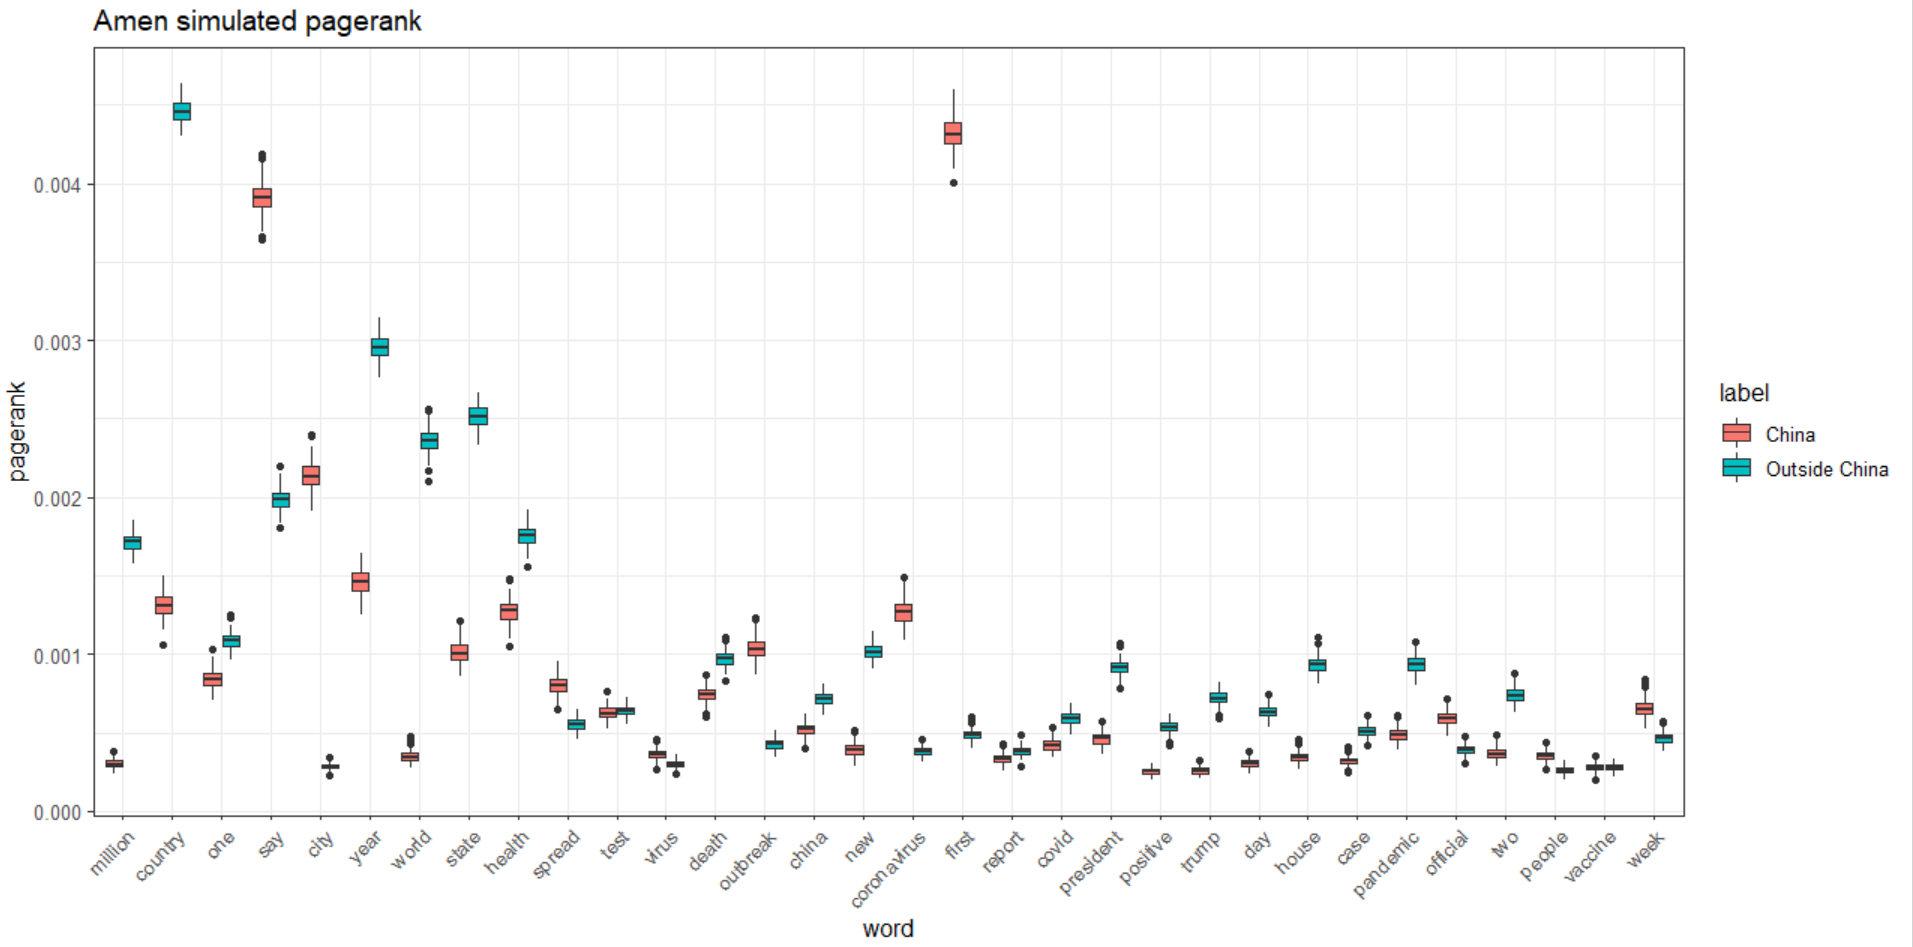 Amen simulated pagerank
pagerank
0.004
0.003
0.002
0.001
0.000
million
country
one
say
city
year
world
state
health
spread
test
virus
death
outbreak
china
new
coronavirus
first
report
covid
president
positive
trump
day
house
case
pandemic
official
two
people
vaccine
week
word
label
China
Outside China